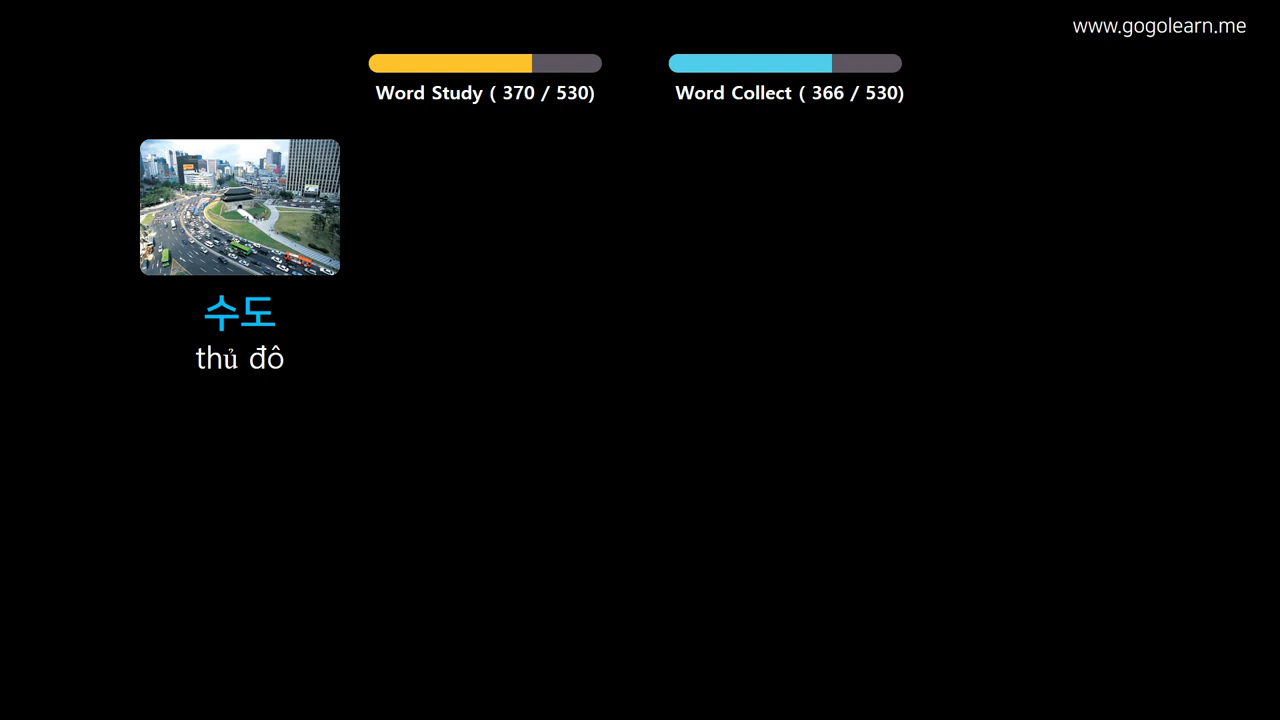 www.gogolearn.me
Word Study ( 370 / 530)
Word Collect ( 366 / 530)
수도
thủ đô